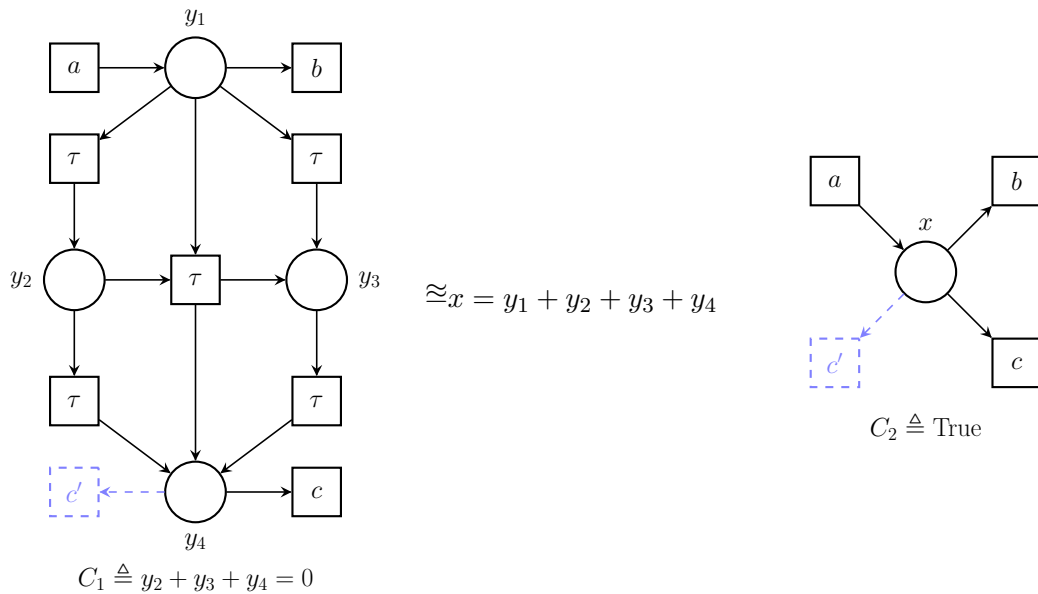 y₁
a
b
τ
τ
a
b
x
y₂
τ
y₃
≊ x = y₁ + y₂ + y₃ + y₄
c′
c
τ
τ
C₂ ≜ True
c′
c
y₄
C₁ ≜ y₂ + y₃ + y₄ = 0